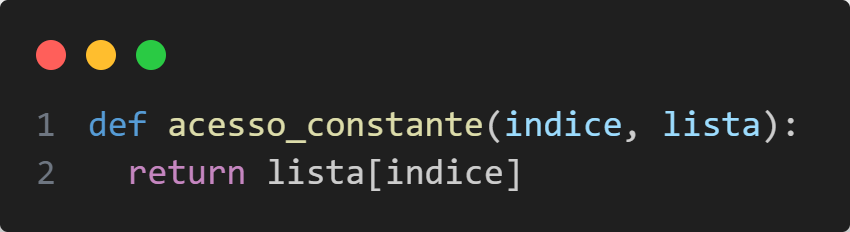 1 def acesso_constante(indice, lista):
2   return lista[indice]